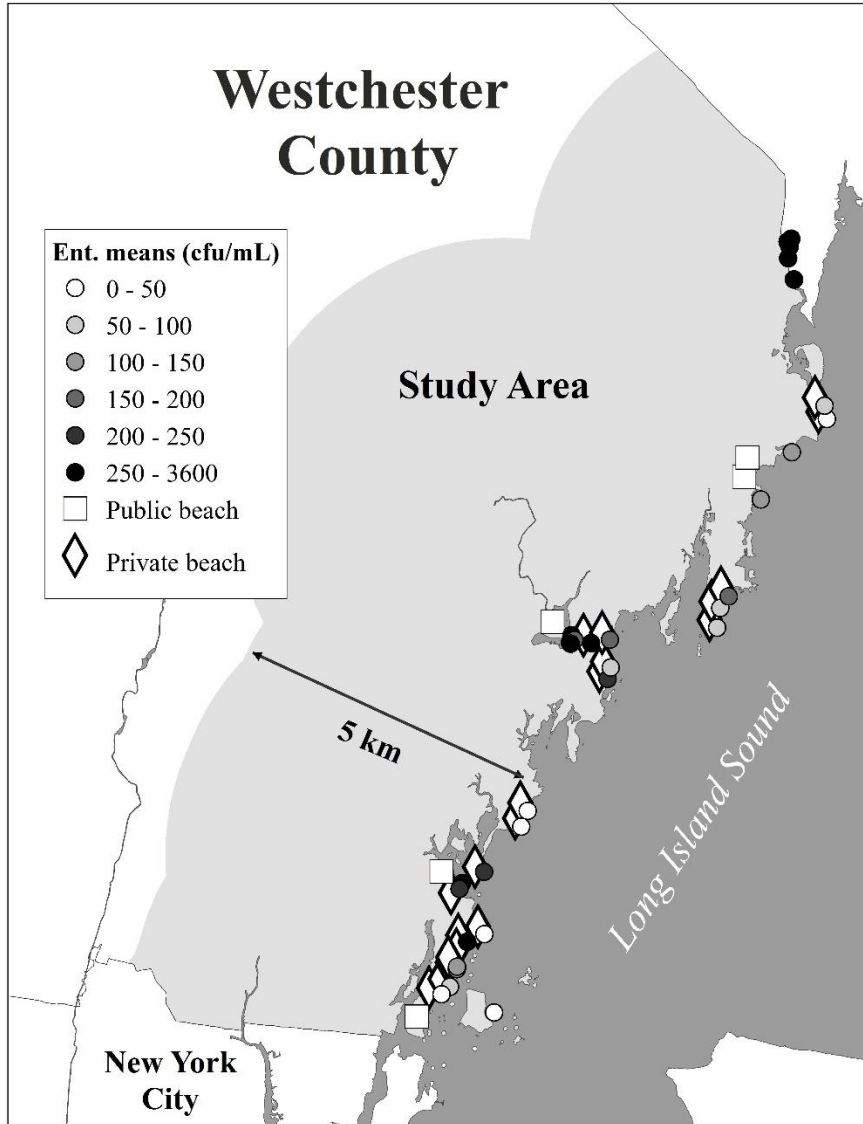 Westchester
County
Ent. means (cfu/mL)
0 - 50
50 - 100
100 - 150
150 - 200
200 - 250
250 - 3600
Public beach
Private beach
Study Area
5 km
Long Island Sound
New York
City